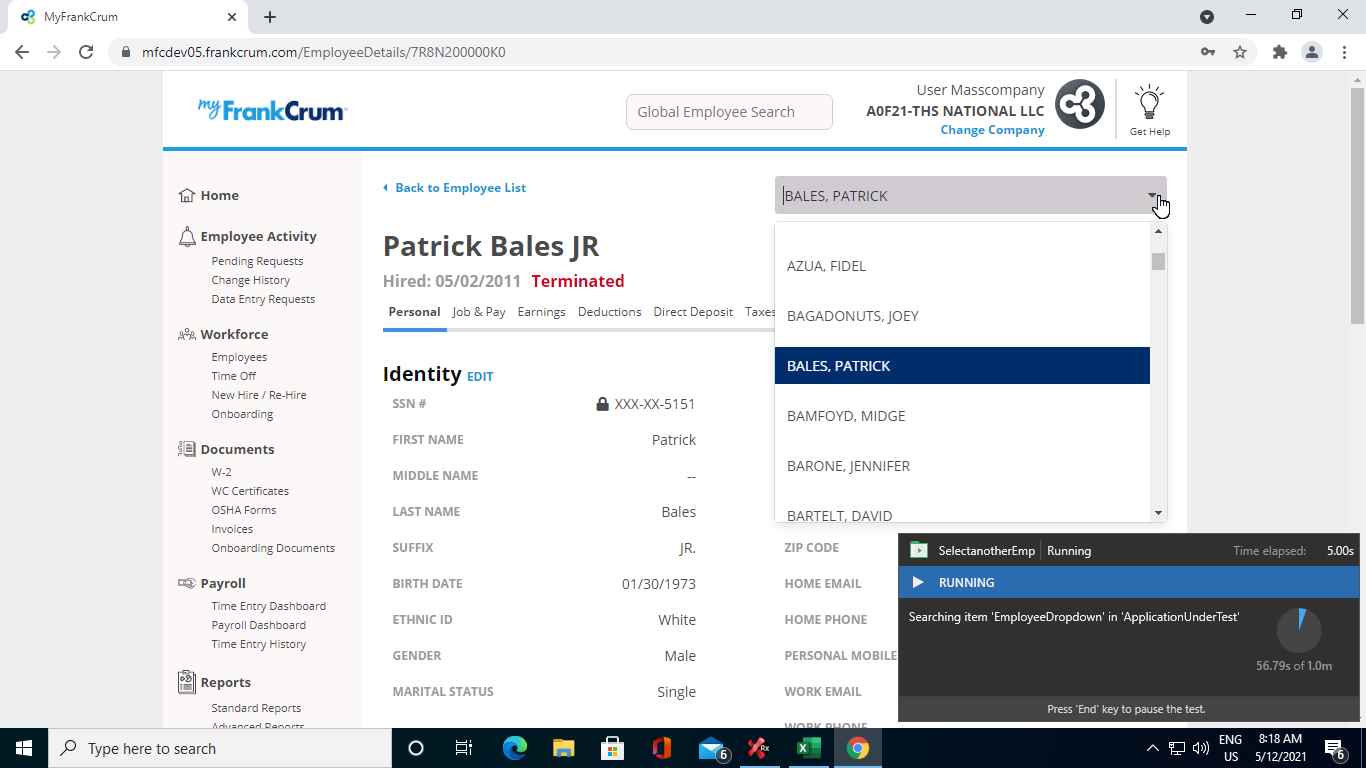 MyFrankCrum
mfcdev05.frankcrum.com/EmployeeDetails/7R8N200000K0
my FrankCrum
Global Employee Search
User Masscompany
A0F21-THS NATIONAL LLC
Change Company
Get Help
Home
Employee Activity
Pending Requests
Change History
Data Entry Requests
Workforce
Employees
Time Off
New Hire / Re-Hire
Onboarding
Documents
W-2
WC Certificates
OSHA Forms
Invoices
Onboarding Documents
Payroll
Time Entry Dashboard
Payroll Dashboard
Time Entry History
Reports
Standard Reports
Advanced Reports
Back to Employee List
BALES, PATRICK
Patrick Bales JR
Hired: 05/02/2011 Terminated
Personal Job & Pay Earnings Deductions Direct Deposit Taxes
AZUA, FIDEL
BAGADONUTS, JOEY
BALES, PATRICK
BAMFOYD, MIDGE
BARONE, JENNIFER
BARTELT, DAVID
Identity EDIT
SSN # XXX-XX-5151
FIRST NAME Patrick
MIDDLE NAME --
LAST NAME Bales
SUFFIX JR.
BIRTH DATE 01/30/1973
ETHNIC ID White
GENDER Male
MARITAL STATUS Single
ZIP CODE
HOME EMAIL
HOME PHONE
PERSONAL MOBILE
WORK EMAIL
WORK PHONE
SelectanotherEmp Running Time elapsed: 5.00s
RUNNING
Searching item 'EmployeeDropdown' in 'ApplicationUnderTest'
56.79s of 1.0m
Press 'End' key to pause the test.
Type here to search
6
Rx
ENG
US
8:18 AM
5/12/2021
6